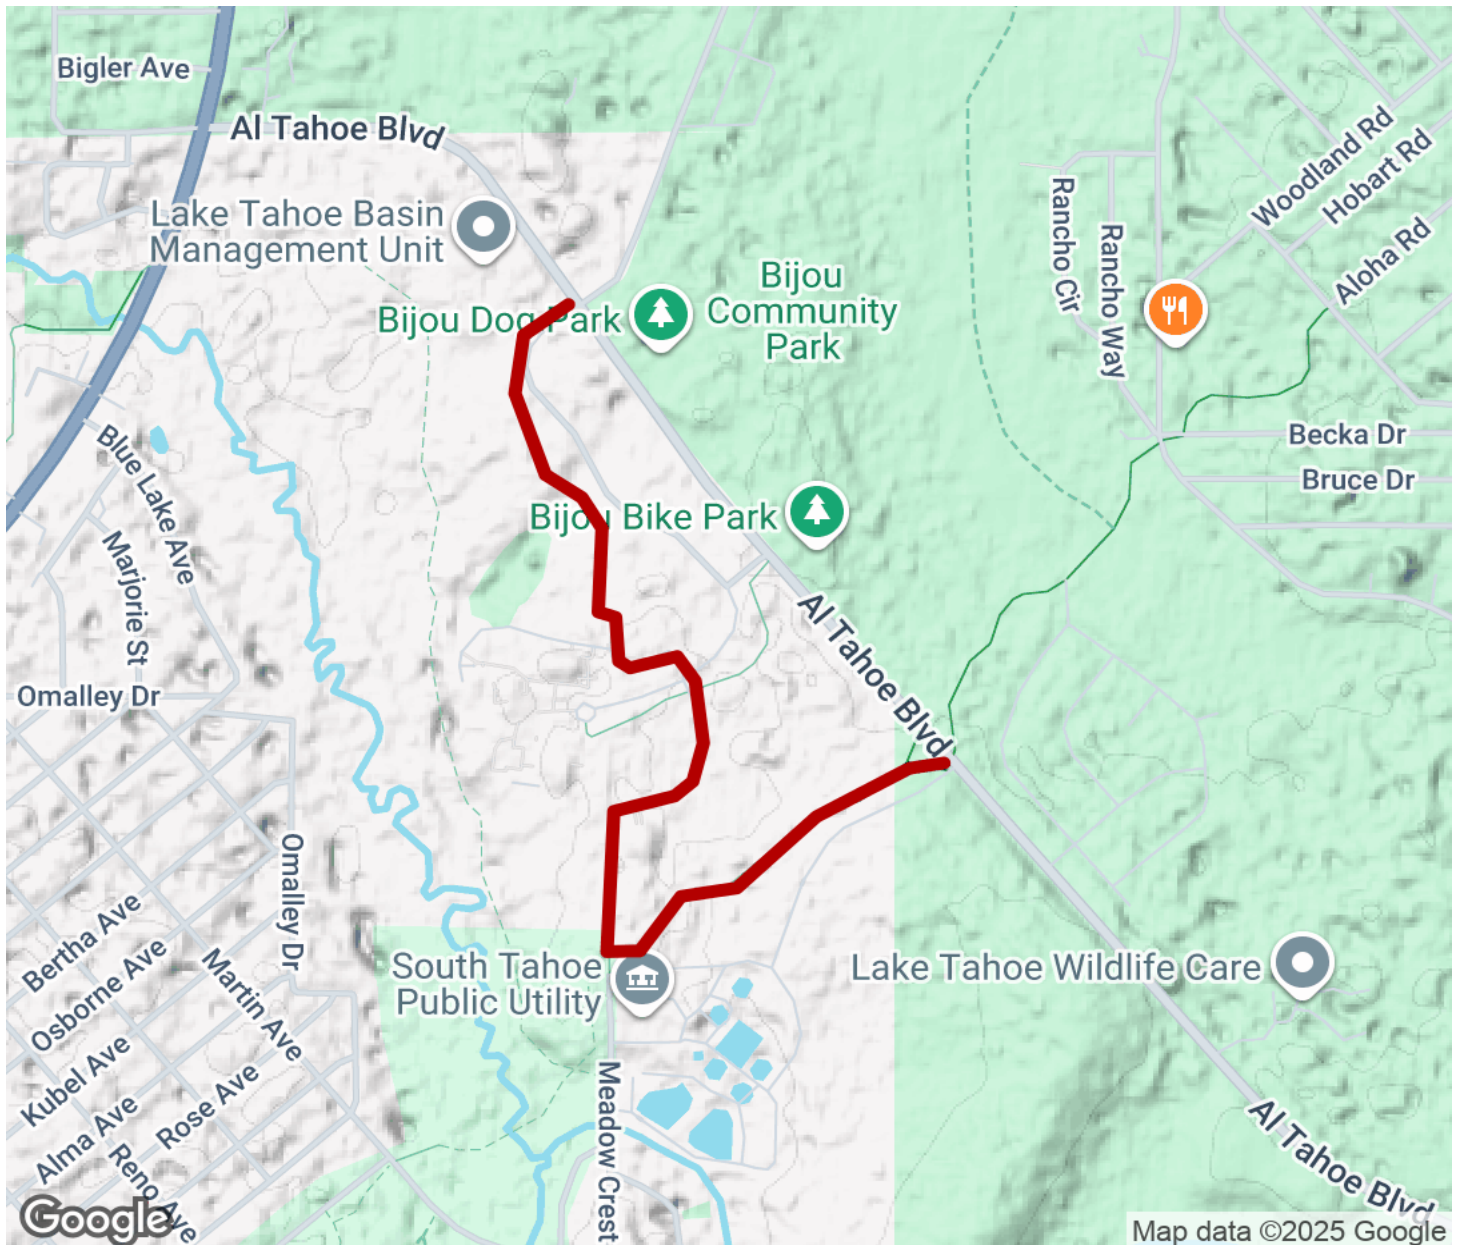 Bigler Ave
Al Tahoe Blvd
Lake Tahoe Basin
Management Unit
Bijou Dog Park
Bijou
Community
Park
Rancho Cir
Rancho Way
Woodland Rd
Hobart Rd
Aloha Rd
Becka Dr
Bruce Dr
Blue Lake Ave
Marjorie St
Bijou Bike Park
Al Tahoe Blvd
Omalley Dr
Omalley Dr
Bertha Ave
Osborne Ave
Martin Ave
Kubel Ave
Rose Ave
Alma Ave
Reno Ave
South Tahoe
Public Utility
Lake Tahoe Wildlife Care
Meadow Crest
Al Tahoe Blvd
Google
Map data ©2025 Google